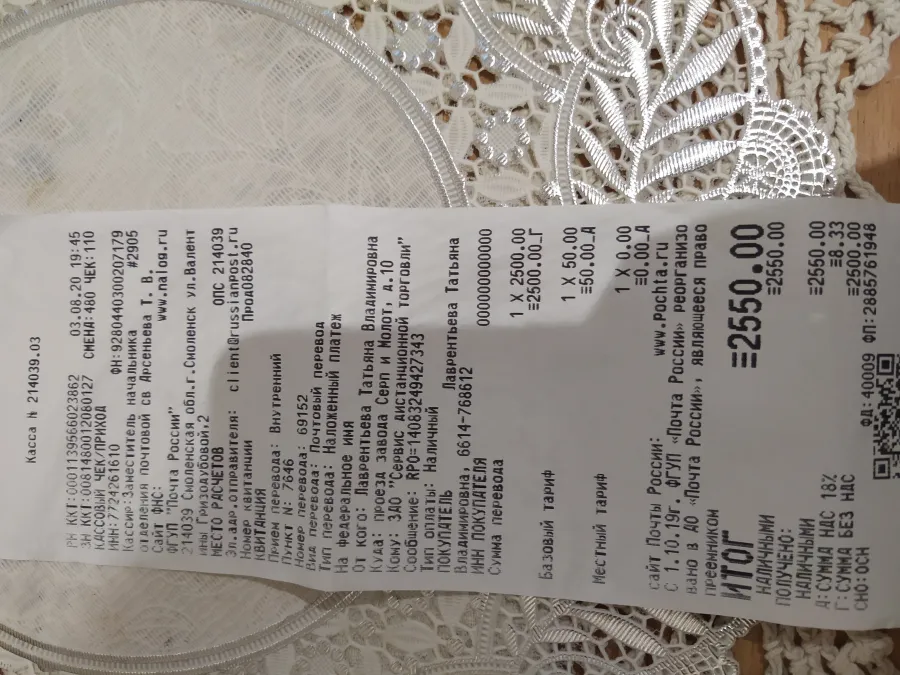 Касса N 214039.03
РН ККТ:0001139566023862 03.08.20 19:45
ЗН ККТ:00814800120801​27 СМЕНА:480 ЧЕК:110
КАССОВЫЙ ЧЕК/ПРИХОД
ИНН:7724261610 ФН:9280440300207179
Кассир:Заместитель начальника #2905
отделения почтовой св Арсеньева Т. В.
Сайт ФНС: www.nalog.ru
ФГУП "Почта России"
214039 Смоленская обл.г.Смоленск ул.Валент
ины Гризодубовой,2
МЕСТО РАСЧЕТОВ ОПС 214039
Эл.адр.отправителя: client@russianpost.ru
Номер квитанции Прод082840
КВИТАНЦИЯ
Прием перевода: Внутренний
Пункт N: 7646
Номер перевода: 69152
Вид перевода: Почтовый перевод
Тип перевода: Наложенный платеж
На федеральное имя
От кого: Лаврентьева Татьяна Владимировна
Куда: проезд завода Серп и Молот, д.10
Кому: ЗАО "Сервис дистанционной торговли"
Сообщение: RPO=14083249427343
Тип оплаты: Наличный
ПОКУПАТЕЛЬ Лаврентьева Татьяна
Владимировна, 6614-768612
ИНН ПОКУПАТЕЛЯ 000000000000
Сумма перевода
1 X 2500.00
≡2500.00_Г
Базовый тариф
1 X 50.00
≡50.00_А
Местный тариф
1 X 0.00
≡0.00_А
сайт Почты России: www.Pochta.ru
С 1.10.19г. ФГУП «Почта России» реорганизо
вано в АО «Почта России», являющееся право
преемником
ИТОГ ≡2550.00
НАЛИЧНЫМИ ≡2550.00
ПОЛУЧЕНО:
НАЛИЧНЫМИ ≡2550.00
А:СУММА НДС 18% ≡8.33
Г:СУММА БЕЗ НДС ≡2500.00
СНО:ОСН ФД:40009 ФП:2885761948